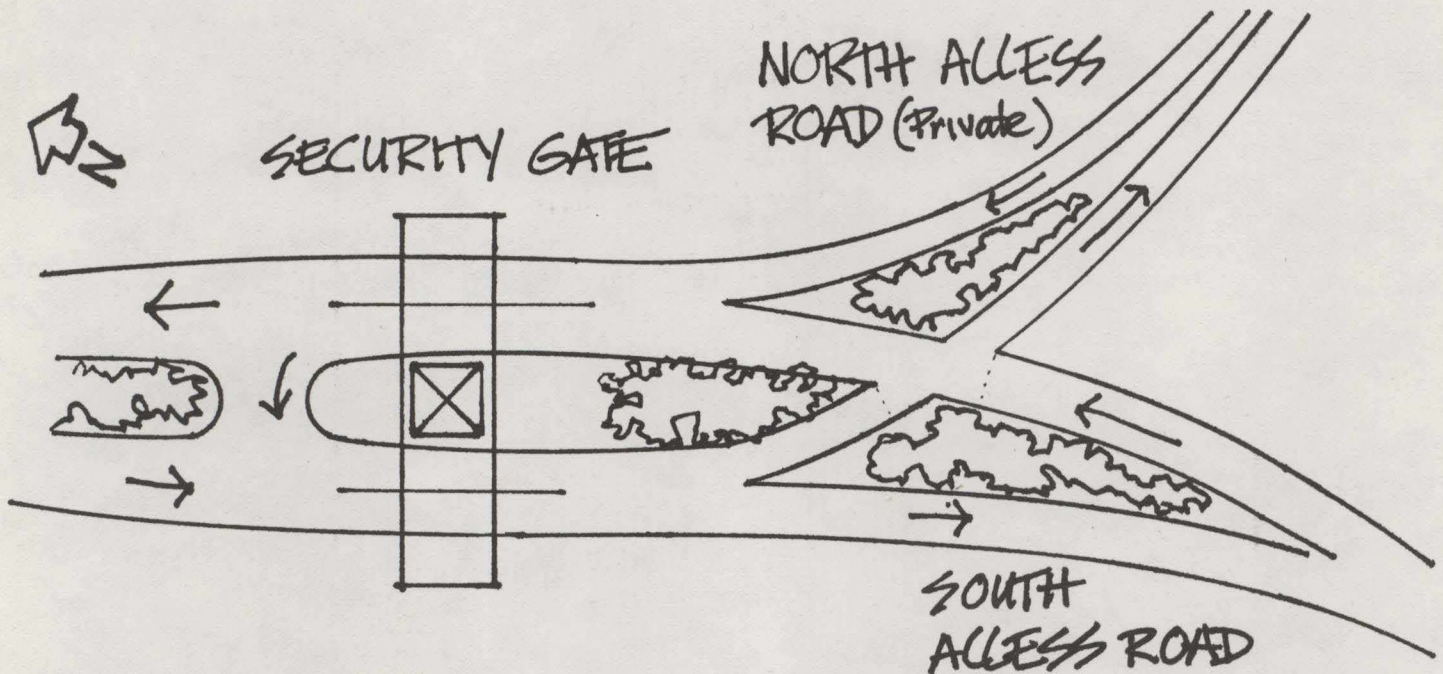 NORTH ACCESS
ROAD (Private)
SECURITY GATE
N
SOUTH
ACCESS ROAD